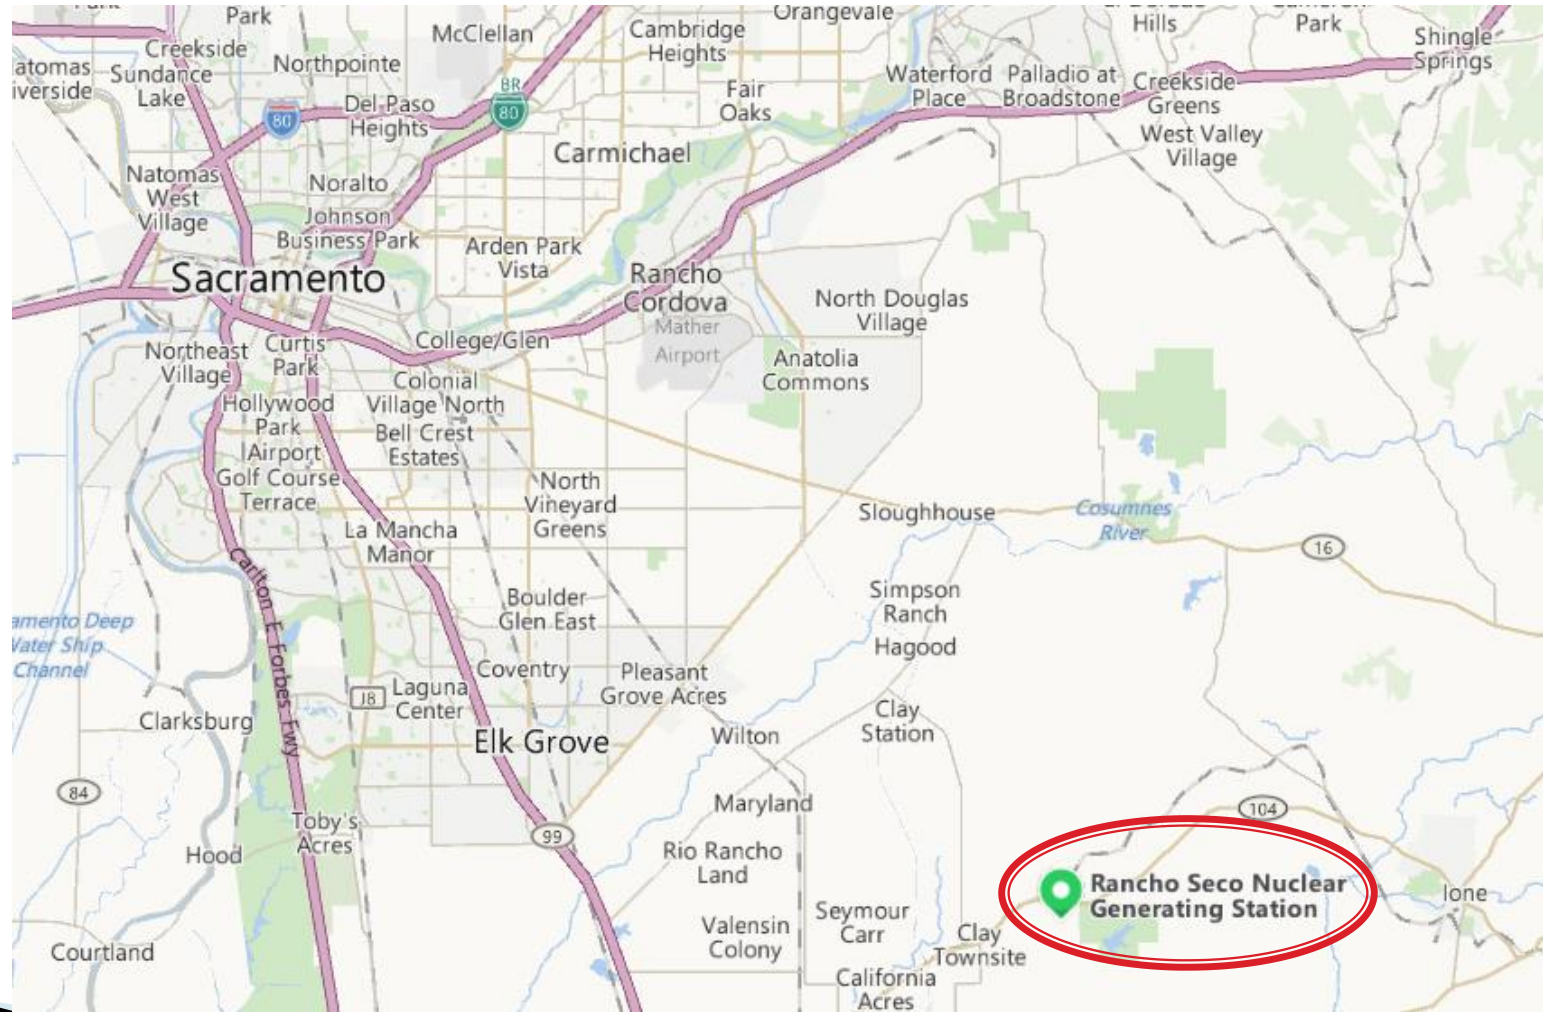 Park
Park
Creekside
McClellan
Cambridge
Heights
Orangevale
Hills
Park
Shingle
Springs
atomas
iverside
Sundance
Lake
Northpointe
BR
80
80
Del Paso
Heights
Fair
Oaks
Waterford
Place
Palladio at
Broadstone
Creekside
Greens
West Valley
Village
Carmichael
Natomas
West
Village
Noralto
Johnson
Business Park
Arden Park
Vista
Sacramento
Rancho
Cordova
Mather
Airport
North Douglas
Village
Northeast
Village
Curtis
Park
College/Glen
Anatolia
Commons
Colonial
Village North
Hollywood
Park
Bell Crest
Estates
Airport
Golf Course
Terrace
North
Vineyard
Greens
La Mancha
Manor
Sloughhouse
Cosumnes
River
16
Carlton E Forbes Fwy
Boulder
Glen East
Simpson
Ranch
Hagood
amento Deep
Water Ship
Channel
Coventry
Pleasant
Grove Acres
J8
Laguna
Center
Clarksburg
Clay
Station
Elk Grove
Wilton
84
Maryland
104
Toby's
Acres
99
Hood
Rio Rancho
Land
Rancho Seco Nuclear
Generating Station
Ione
Valensin
Colony
Seymour
Carr
Clay
Townsite
Courtland
California
Acres